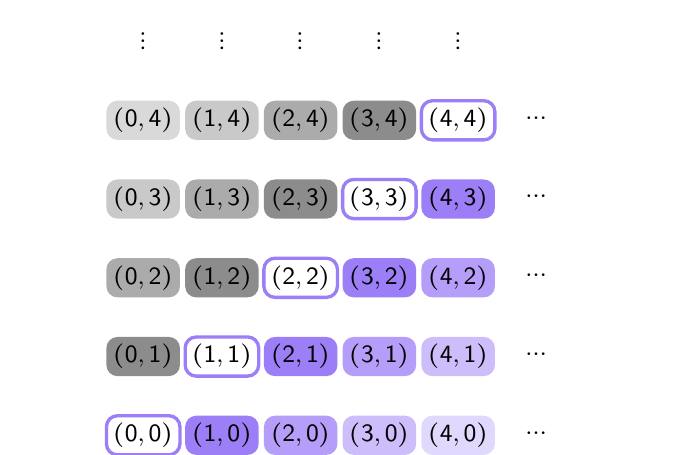 ⋮ ⋮ ⋮ ⋮ ⋮
(0, 4) (1, 4) (2, 4) (3, 4) (4, 4) ⋯
(0, 3) (1, 3) (2, 3) (3, 3) (4, 3) ⋯
(0, 2) (1, 2) (2, 2) (3, 2) (4, 2) ⋯
(0, 1) (1, 1) (2, 1) (3, 1) (4, 1) ⋯
(0, 0) (1, 0) (2, 0) (3, 0) (4, 0) ⋯